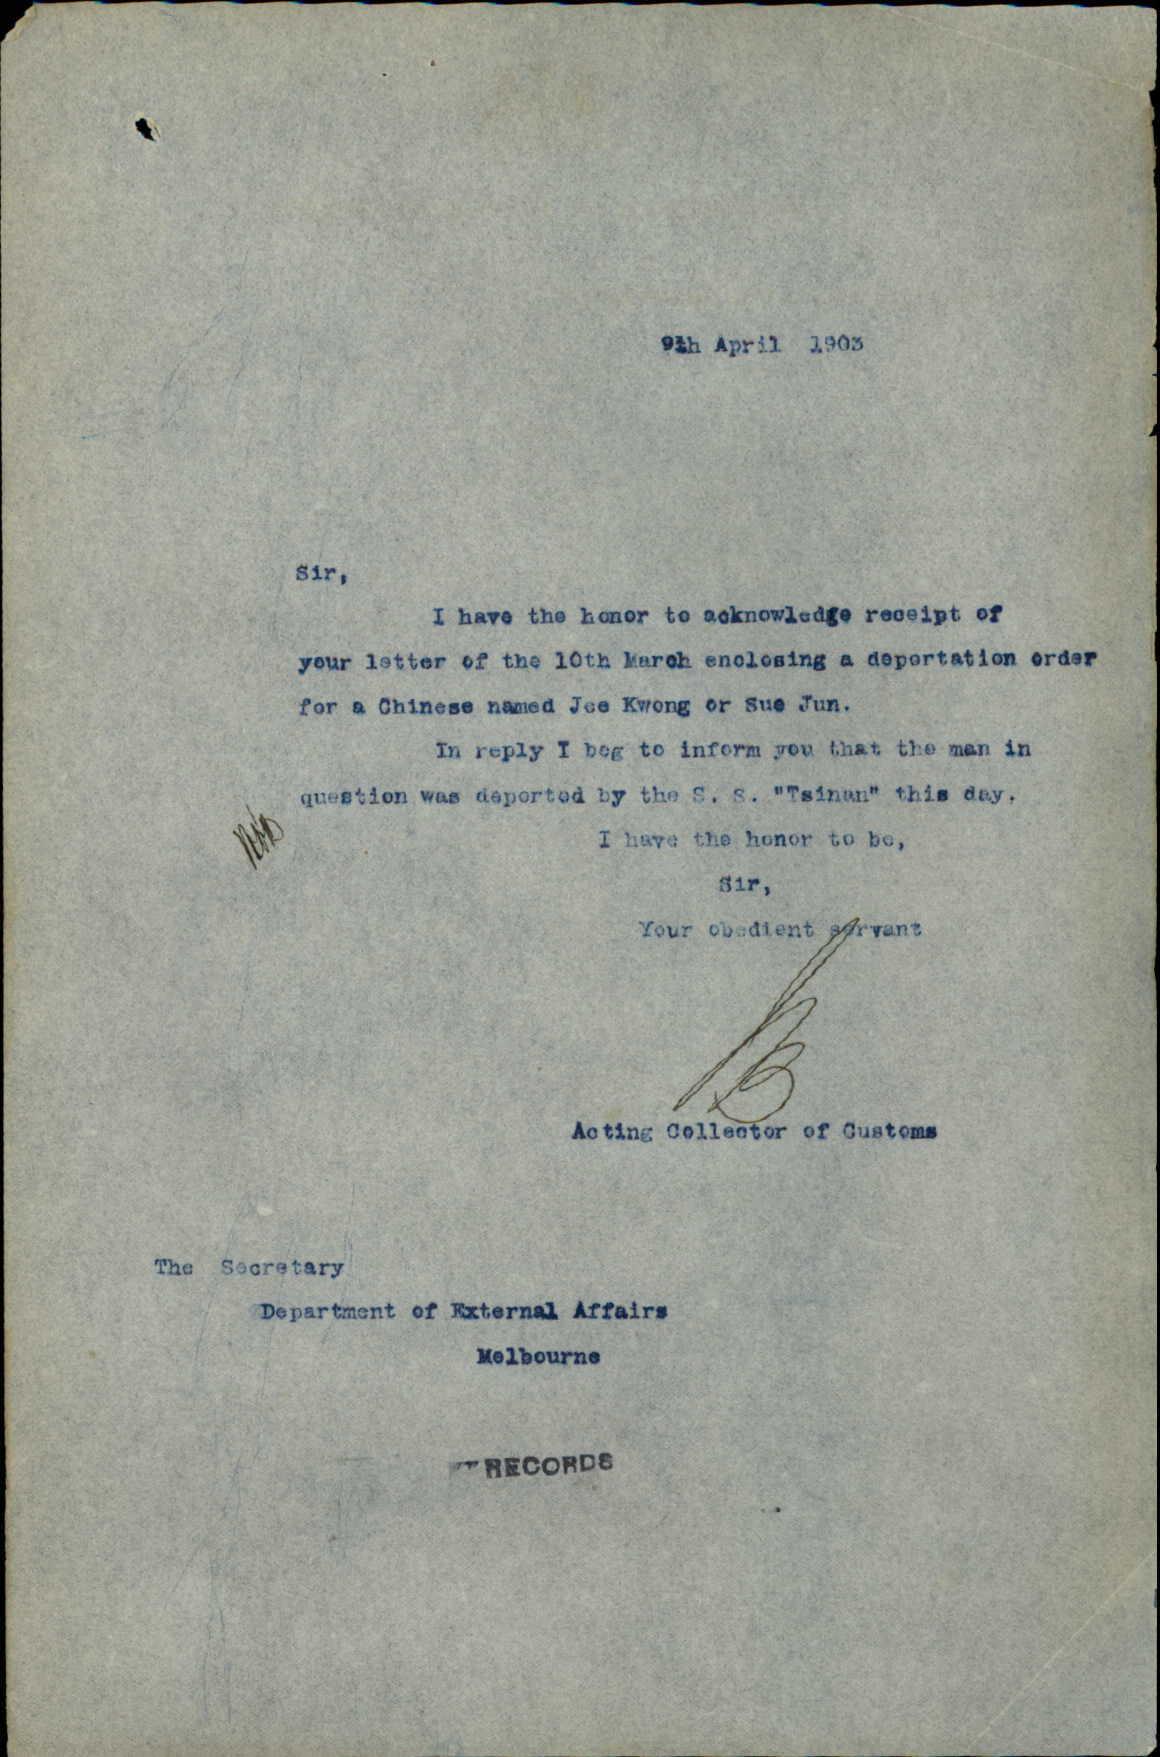 9th April 1903
Sir,
I have the honor to acknowledge receipt of
your letter of the 10th March enclosing a deportation order
for a Chinese named Jee Kwong or Sue Jun.
In reply I beg to inform you that the man in
question was deported by the S. S. "Tsinan" this day.
I have the honor to be,
Sir,
Your obedient servant
Acting Collector of Customs
The Secretary
Department of External Affairs
Melbourne
RECORDS